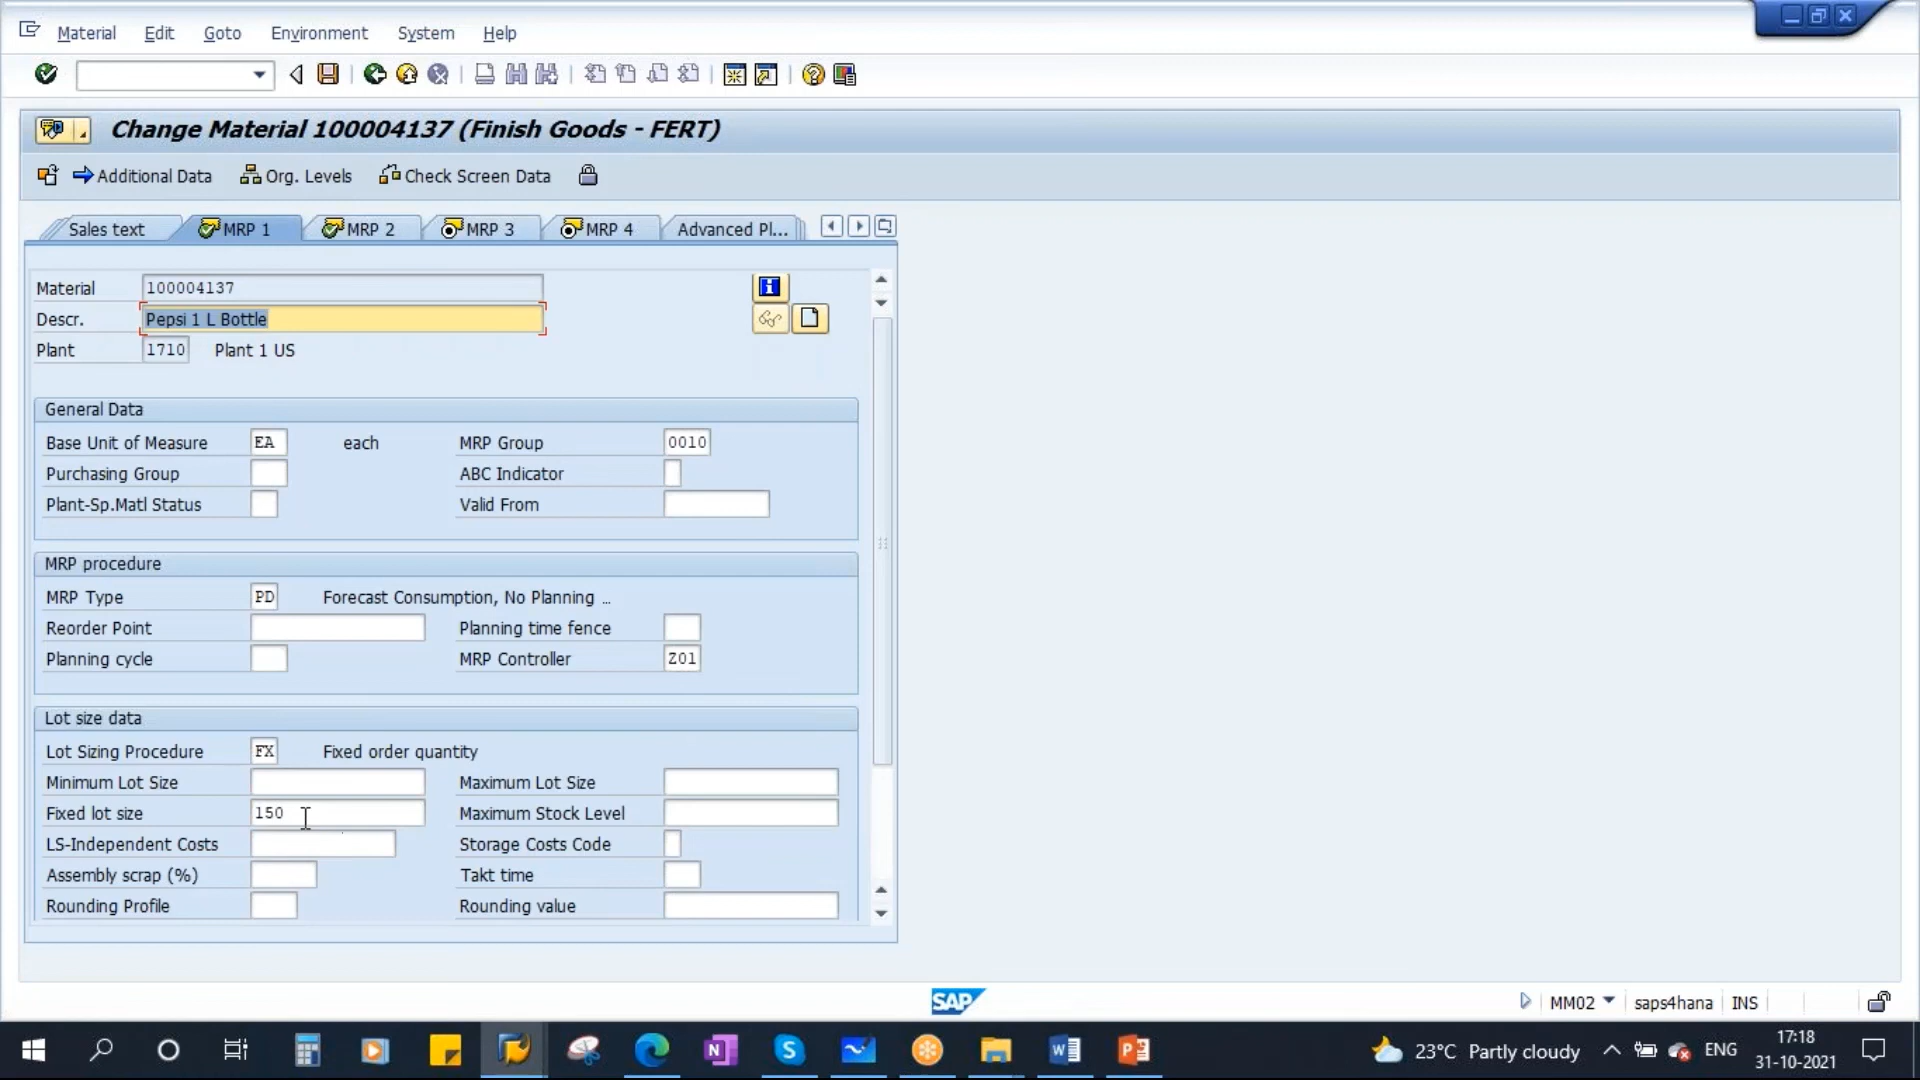 Material Edit Goto Environment System Help
Change Material 100004137 (Finish Goods - FERT)
Additional Data Org. Levels Check Screen Data
Sales text MRP 1 MRP 2 MRP 3 MRP 4 Advanced Pl...
Material 100004137
Descr. Pepsi 1 L Bottle
Plant 1710 Plant 1 US
General Data
Base Unit of Measure EA each MRP Group 0010
Purchasing Group ABC Indicator
Plant-Sp.Matl Status Valid From
MRP procedure
MRP Type PD Forecast Consumption, No Planning ...
Reorder Point Planning time fence
Planning cycle MRP Controller Z01
Lot size data
Lot Sizing Procedure FX Fixed order quantity
Minimum Lot Size Maximum Lot Size
Fixed lot size 150 Maximum Stock Level
LS-Independent Costs Storage Costs Code
Assembly scrap (%) Takt time
Rounding Profile Rounding value
SAP MM02 saps4hana INS
23°C Partly cloudy ENG 17:18
31-10-2021